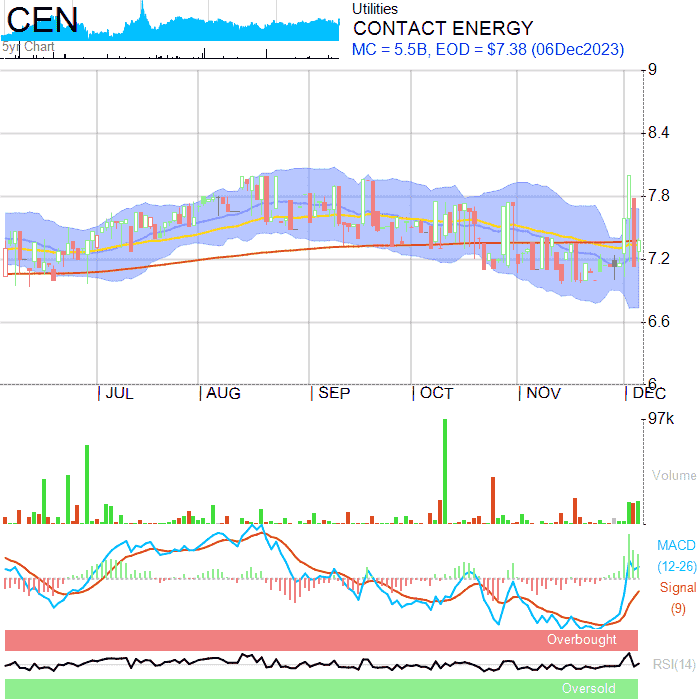 CEN
5yr Chart
Utilities
CONTACT ENERGY
MC = 5.5B, EOD = $7.38 (06Dec2023)
9
8.4
7.8
7.2
6.6
6
JUL AUG SEP OCT NOV DEC
97k
Volume
MACD
(12-26)
Signal
(9)
Overbought
RSI(14)
Oversold